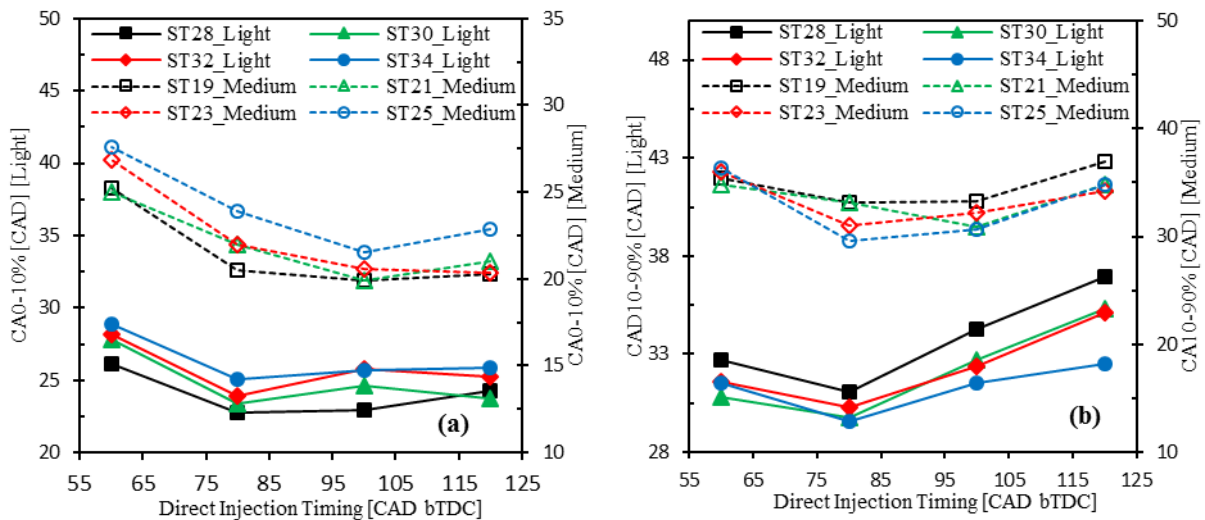 50
45
40
35
30
25
20
35
30
25
20
15
10
CA0-10% [CAD] [Light]
CA0-10% [CAD] [Medium]
ST28_Light ST30_Light
ST32_Light ST34_Light
ST19_Medium ST21_Medium
ST23_Medium ST25_Medium
(a)
55 65 75 85 95 105 115 125
Direct Injection Timing [CAD bTDC]
48
43
38
33
28
50
40
30
20
10
CAD10-90% [CAD] [Light]
CA10-90% [CAD] [Medium]
ST28_Light ST30_Light
ST32_Light ST34_Light
ST19_Medium ST21_Medium
ST23_Medium ST25_Medium
(b)
55 65 75 85 95 105 115 125
Direct Injection Timing [CAD bTDC]